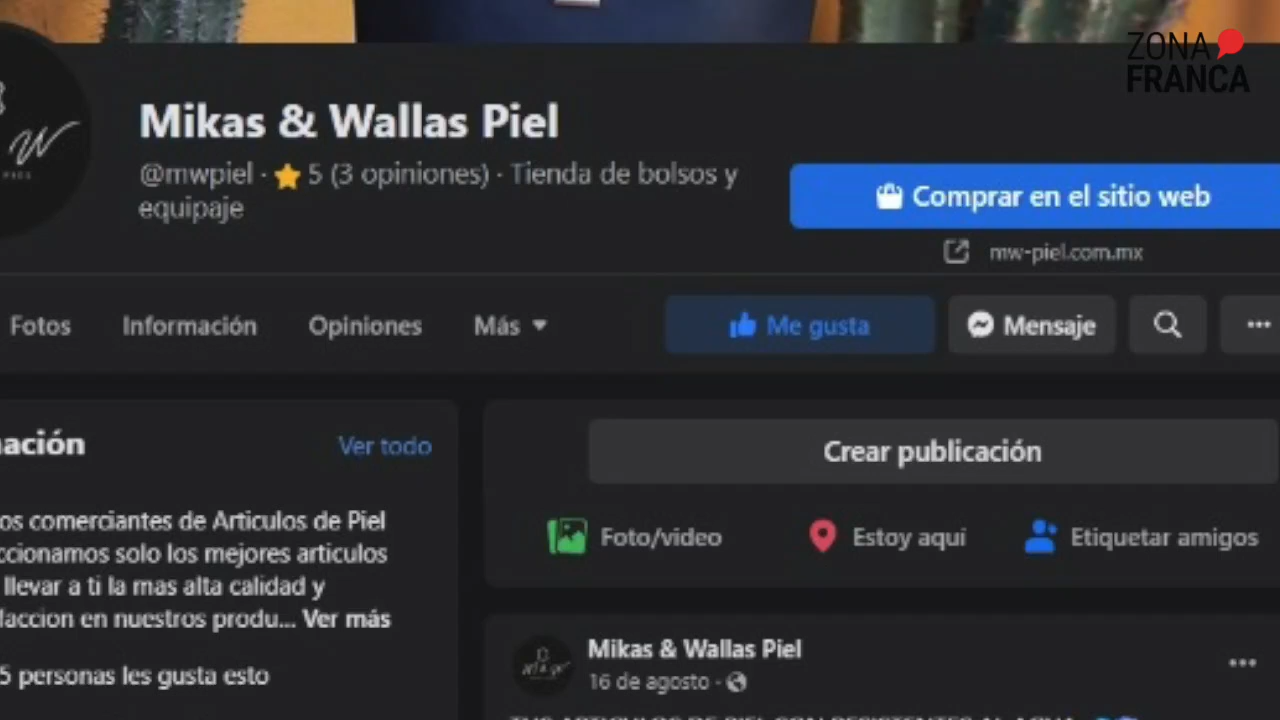 ZONA
FRANCA
Mikas & Wallas Piel
@mwpiel · 5 (3 opiniones) · Tienda de bolsos y
equipaje
W
Comprar en el sitio web
mw-piel.com.mx
Fotos
Información
Opiniones
Más
Me gusta
Mensaje
...
ación
Ver todo
os comerciantes de Articulos de Piel
ccionamos solo los mejores articulos
llevar a ti la mas alta calidad y
faccion en nuestros produ... Ver más
5 personas les gusta esto
Crear publicación
Foto/video
Estoy aquí
Etiquetar amigos
Mikas & Wallas Piel
16 de agosto ·